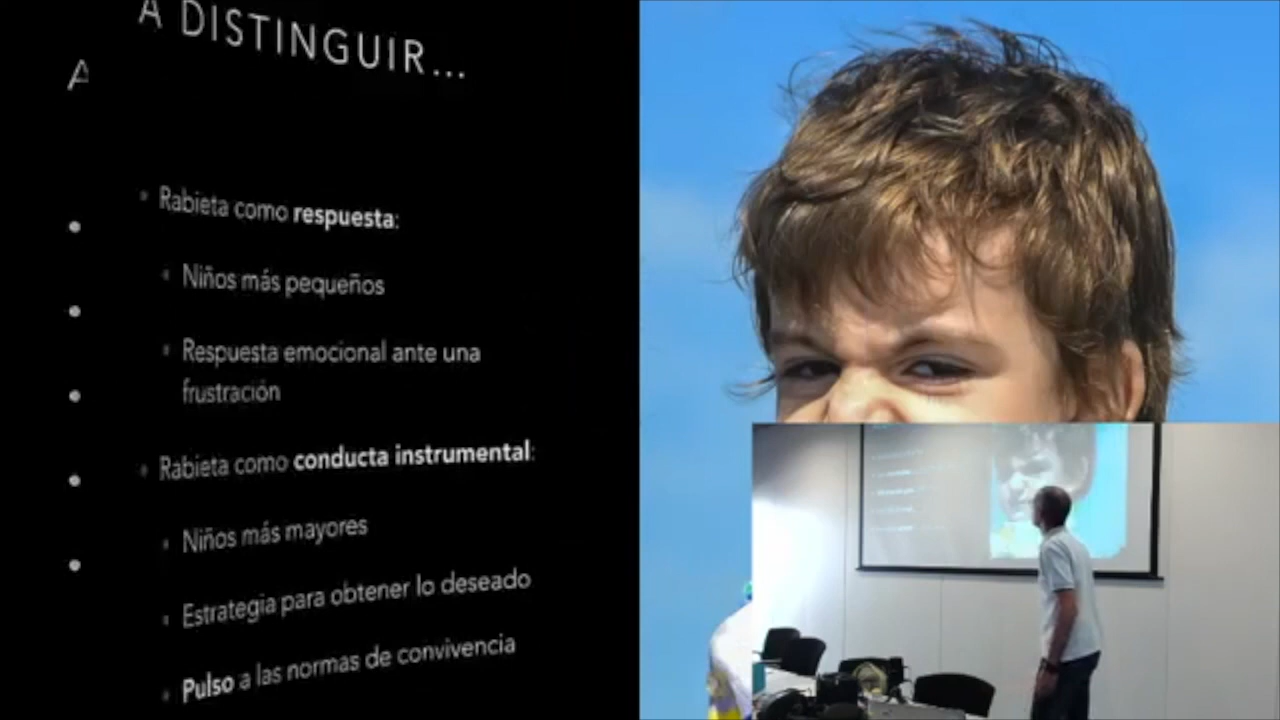 A DISTINGUIR...
A
• Rabieta como respuesta:
• Niños más pequeños
• Respuesta emocional ante una
frustración
• Rabieta como conducta instrumental:
• Niños más mayores
• Estrategia para obtener lo deseado
• Pulso a las normas de convivencia